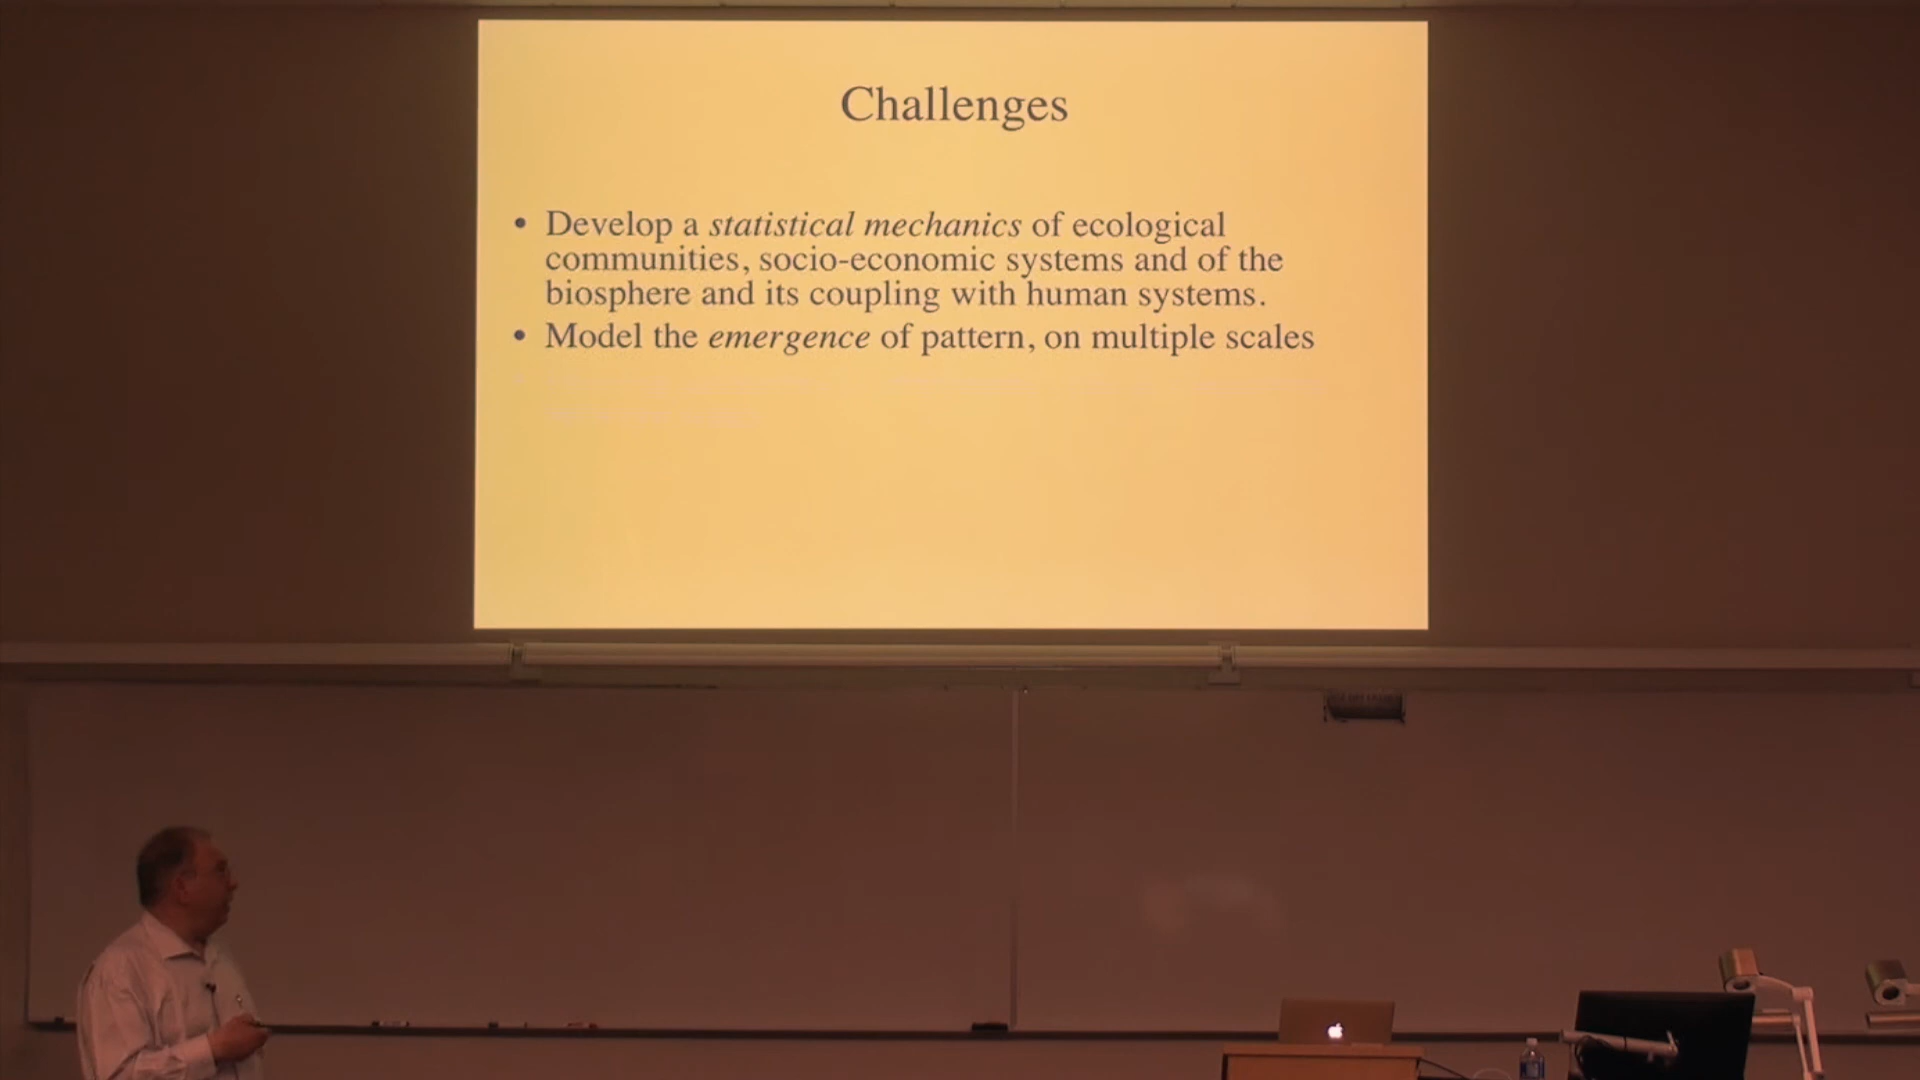 Challenges
• Develop a statistical mechanics of ecological
communities, socio-economic systems and of the
biosphere and its coupling with human systems.
• Model the emergence of pattern, on multiple scales